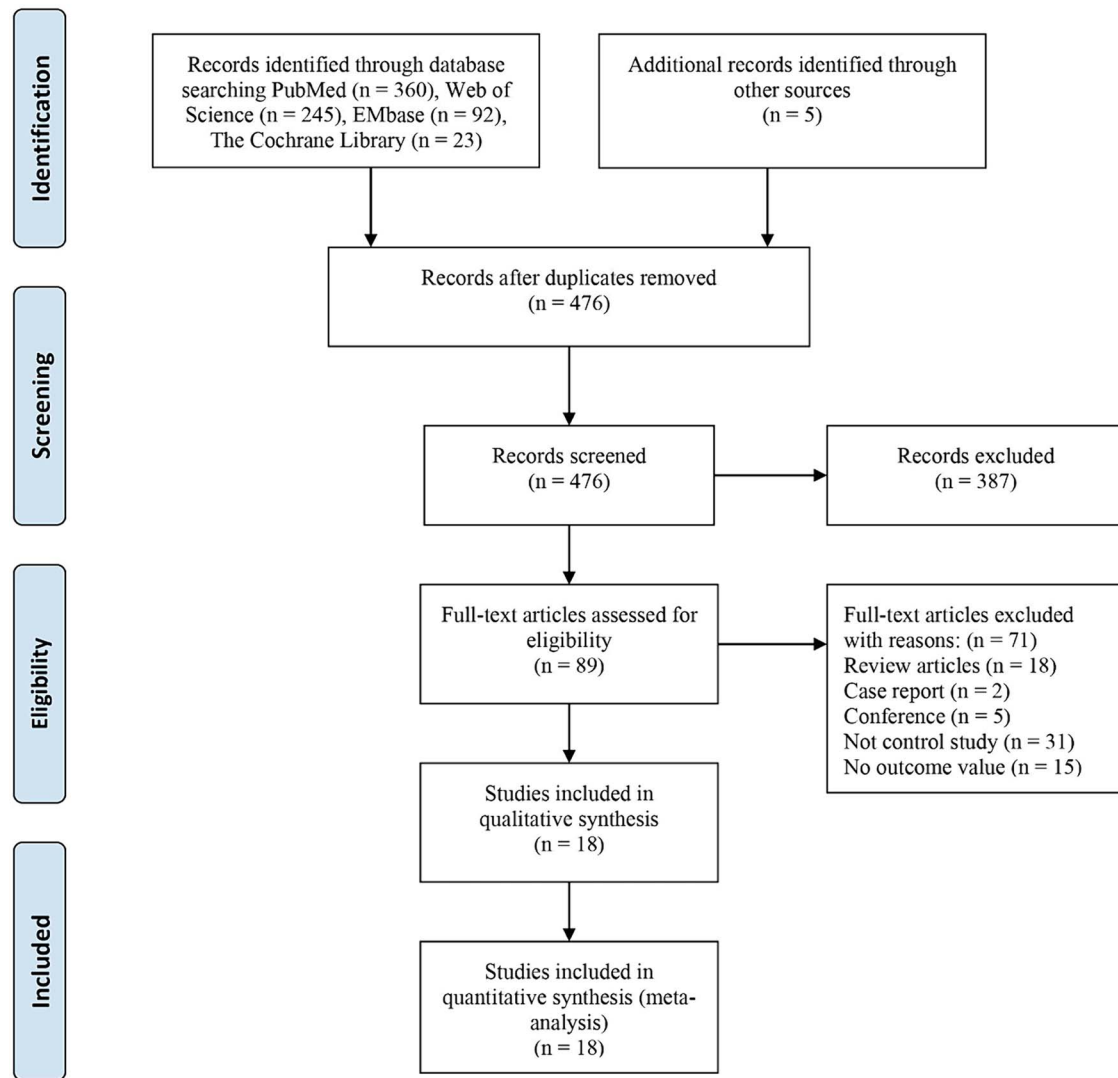 Identification
Records identified through database
searching PubMed (n = 360), Web of
Science (n = 245), EMbase (n = 92),
The Cochrane Library (n = 23)
Additional records identified through
other sources
(n = 5)
Records after duplicates removed
(n = 476)
Screening
Records screened
(n = 476)
Records excluded
(n = 387)
Eligibility
Full-text articles assessed for
eligibility
(n = 89)
Full-text articles excluded
with reasons: (n = 71)
Review articles (n = 18)
Case report (n = 2)
Conference (n = 5)
Not control study (n = 31)
No outcome value (n = 15)
Studies included in
qualitative synthesis
(n = 18)
Included
Studies included in
quantitative synthesis (meta-
analysis)
(n = 18)